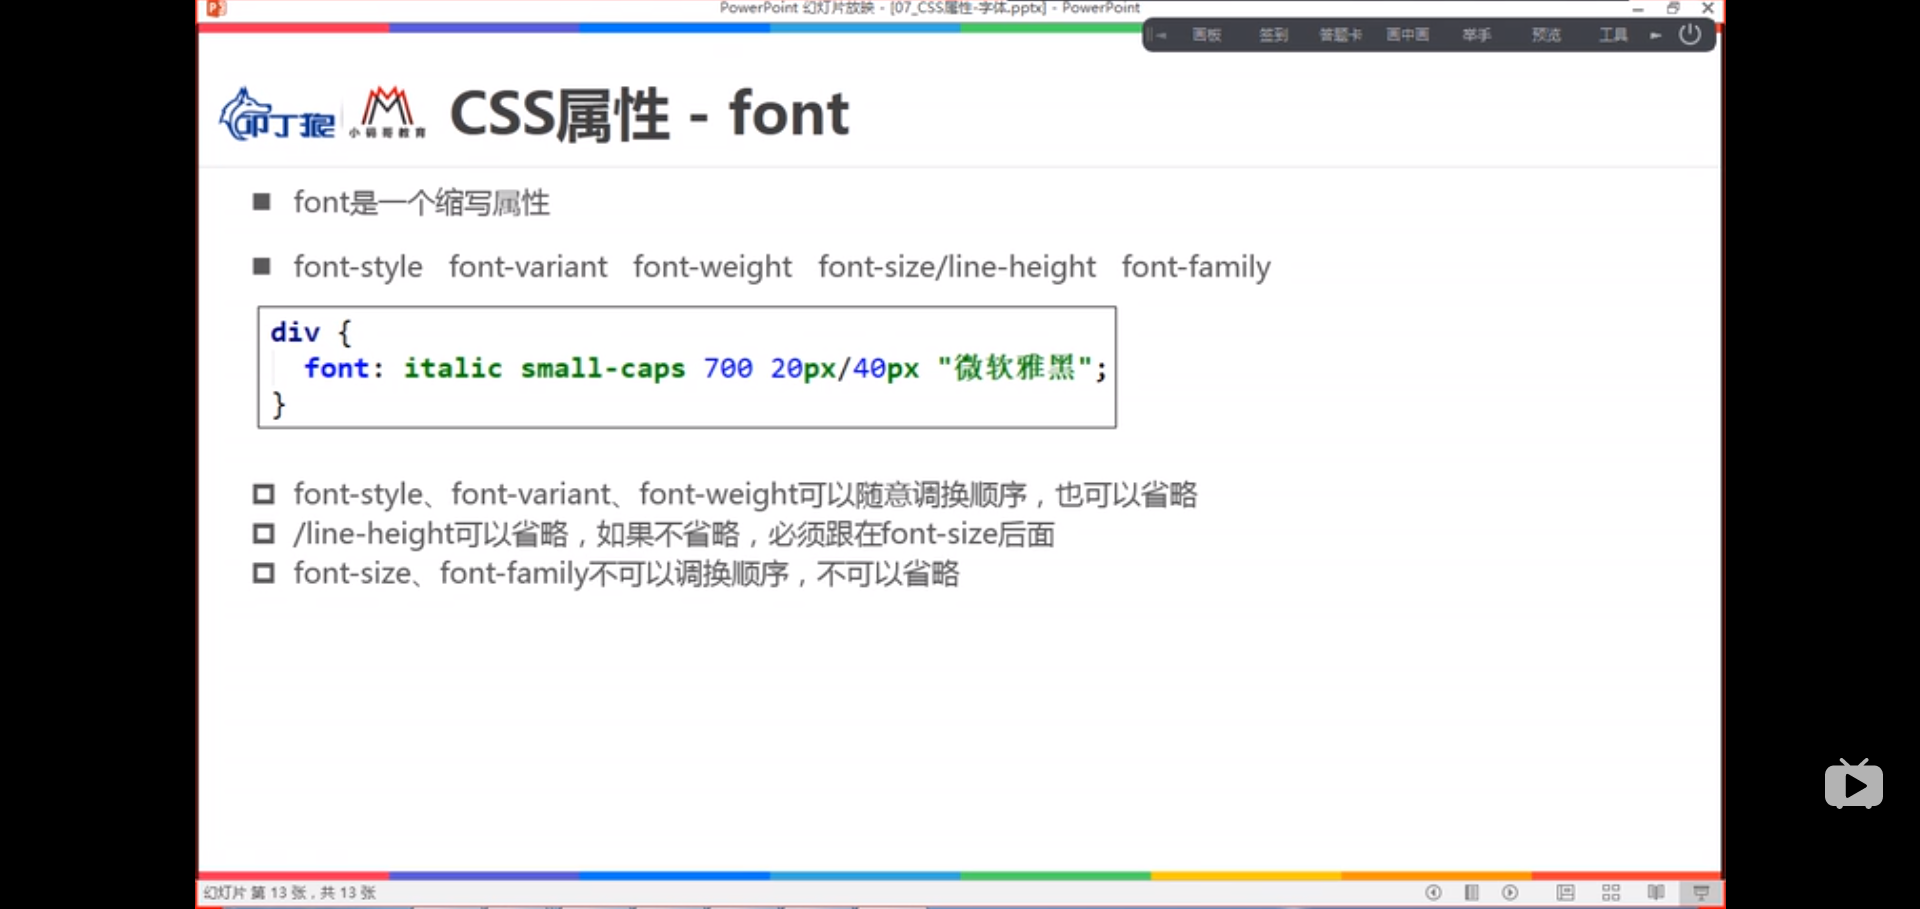 PowerPoint 幻灯片放映 - [07_CSS属性-字体.pptx] - PowerPoint
画板 签到 答题卡 画中画 举手 预览 工具
叩丁狼 小码哥教育 CSS属性 - font
font是一个缩写属性
font-style font-variant font-weight font-size/line-height font-family
div {
font: italic small-caps 700 20px/40px "微软雅黑";
}
font-style、font-variant、font-weight可以随意调换顺序，也可以省略
/line-height可以省略，如果不省略，必须跟在font-size后面
font-size、font-family不可以调换顺序，不可以省略
幻灯片 第 13 张，共 13 张